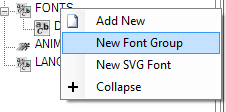 FONTS
Add New
New Font Group
New SVG Font
Collapse